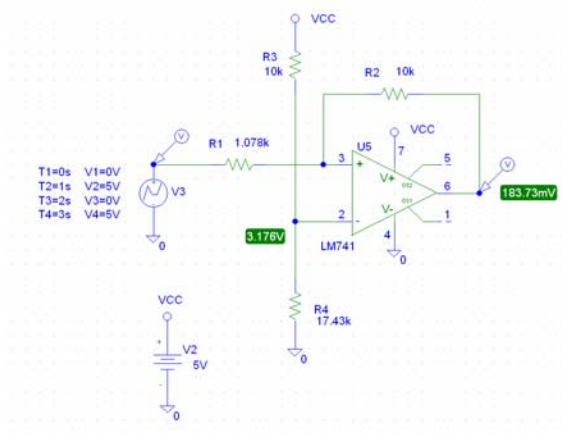 VCC
R3
10k
R2 10k
R1 1.078k
U5
VCC
7
3
+
5
V+
OS2
6
OS1
V-
2
-
1
4
LM741
0
V
V
183.73mV
T1=0s V1=0V
T2=1s V2=5V
T3=2s V3=0V
T4=3s V4=5V
V3
0
3.176V
R4
17.43k
0
VCC
+
V2
5V
-
0